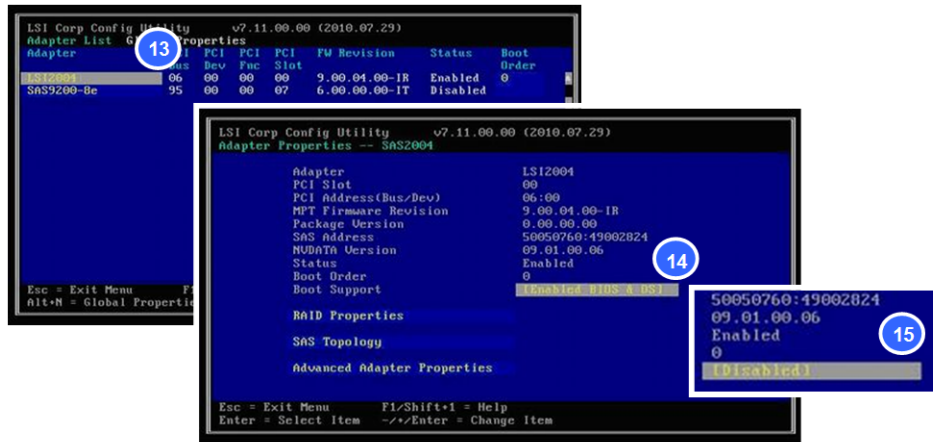 LSI Corp Config Utility v7.11.00.00 (2010.07.29)
Adapter List Properties
13
Adapter PCI PCI PCI FW Revision Status Boot
Bus Dev Fnc Slot Order
LSI2004 06 00 00 00 9.00.04.00-IR Enabled 0
SAS9200-8e 95 00 00 07 6.00.00.00-IT Disabled
Esc = Exit Menu
Alt+N = Global
LSI Corp Config Utility v7.11.00.00 (2010.07.29)
Adapter Properties -- SAS2004
Adapter LSI2004
PCI Slot 00
PCI Address(Bus/Dev) 06:00
MPT Firmware Revision 9.00.04.00-IR
Package Version 0.00.00.00
SAS Address 50050760:49002824
NVDATA Version 09.01.00.06
Status Enabled
14
Boot Order 0
Boot Support [Enabled BIOS & OS]
RAID Properties
SAS Topology
Advanced Adapter Properties
Esc = Exit Menu F1/Shift+1 = Help
Enter = Select Item -/+/Enter = Change Item
50050760:49002824
09.01.00.06
Enabled
15
0
[Disabled]